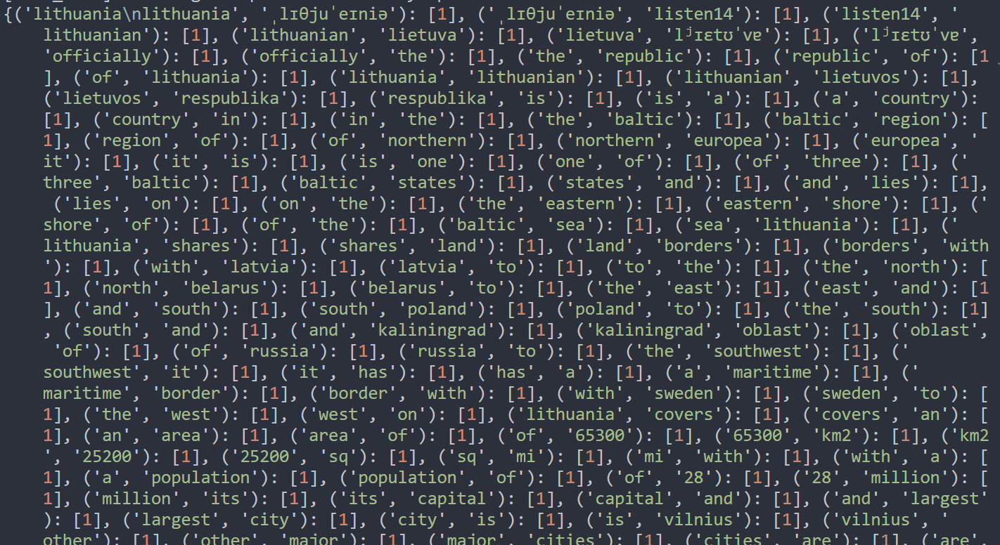 {('lithuania\nlithuania', 'ˌlɪθjuˈeɪniə'): [1], ('ˌlɪθjuˈeɪniə', 'listen14'): [1], ('listen14', '
lithuanian'): [1], ('lithuanian', 'lietuva'): [1], ('lietuva', 'lʲɪɛtʊˈvɐ'): [1], ('lʲɪɛtʊˈvɐ',
'officially'): [1], ('officially', 'the'): [1], ('the', 'republic'): [1], ('republic', 'of'): [1
], ('of', 'lithuania'): [1], ('lithuania', 'lithuanian'): [1], ('lithuanian', 'lietuvos'): [1],
('lietuvos', 'respublika'): [1], ('respublika', 'is'): [1], ('is', 'a'): [1], ('a', 'country'):
[1], ('country', 'in'): [1], ('in', 'the'): [1], ('the', 'baltic'): [1], ('baltic', 'region'): [
1], ('region', 'of'): [1], ('of', 'northern'): [1], ('northern', 'europea'): [1], ('europea', '
it'): [1], ('it', 'is'): [1], ('is', 'one'): [1], ('one', 'of'): [1], ('of', 'three'): [1], ('
three', 'baltic'): [1], ('baltic', 'states'): [1], ('states', 'and'): [1], ('and', 'lies'): [1],
('lies', 'on'): [1], ('on', 'the'): [1], ('the', 'eastern'): [1], ('eastern', 'shore'): [1], ('
shore', 'of'): [1], ('of', 'the'): [1], ('baltic', 'sea'): [1], ('sea', 'lithuania'): [1], ('
lithuania', 'shares'): [1], ('shares', 'land'): [1], ('land', 'borders'): [1], ('borders', 'with
'): [1], ('with', 'latvia'): [1], ('latvia', 'to'): [1], ('to', 'the'): [1], ('the', 'north'): [
1], ('north', 'belarus'): [1], ('belarus', 'to'): [1], ('the', 'east'): [1], ('east', 'and'): [1
], ('and', 'south'): [1], ('south', 'poland'): [1], ('poland', 'to'): [1], ('the', 'south'): [1]
, ('south', 'and'): [1], ('and', 'kaliningrad'): [1], ('kaliningrad', 'oblast'): [1], ('oblast',
'of'): [1], ('of', 'russia'): [1], ('russia', 'to'): [1], ('the', 'southwest'): [1], ('
southwest', 'it'): [1], ('it', 'has'): [1], ('has', 'a'): [1], ('a', 'maritime'): [1], ('
maritime', 'border'): [1], ('border', 'with'): [1], ('with', 'sweden'): [1], ('sweden', 'to'): [
1], ('the', 'west'): [1], ('west', 'on'): [1], ('lithuania', 'covers'): [1], ('covers', 'an'): [
1], ('an', 'area'): [1], ('area', 'of'): [1], ('of', '65300'): [1], ('65300', 'km2'): [1], ('km2
', '25200'): [1], ('25200', 'sq'): [1], ('sq', 'mi'): [1], ('mi', 'with'): [1], ('with', 'a'): [
1], ('a', 'population'): [1], ('population', 'of'): [1], ('of', '28'): [1], ('28', 'million'): [
1], ('million', 'its'): [1], ('its', 'capital'): [1], ('capital', 'and'): [1], ('and', 'largest'
): [1], ('largest', 'city'): [1], ('city', 'is'): [1], ('is', 'vilnius'): [1], ('vilnius', '
other'): [1], ('other', 'major'): [1], ('major', 'cities'): [1], ('cities', 'are'): [1], ('are',